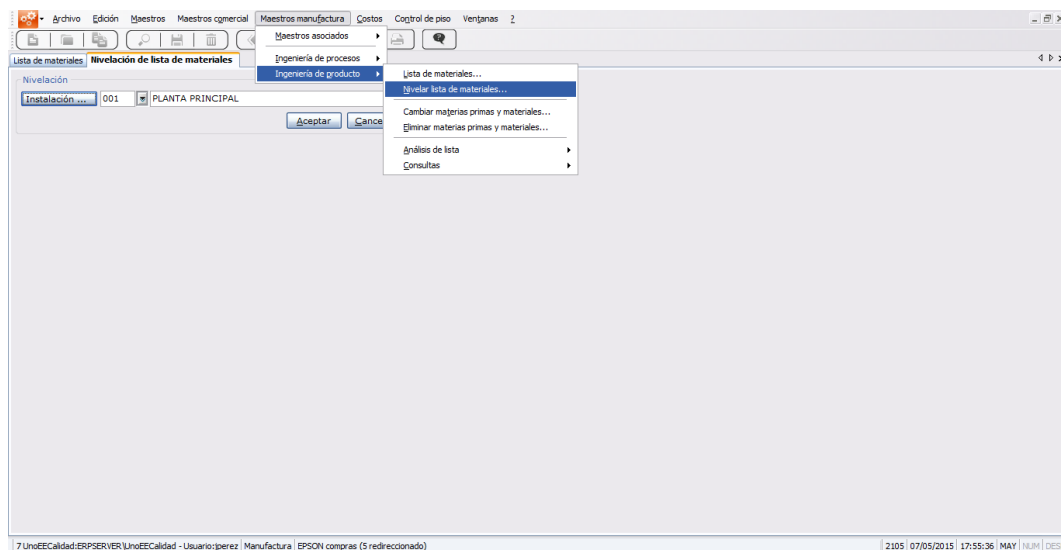 Archivo Edición Maestros Maestros comercial Maestros manufactura Costos Control de piso Ventanas ?
Maestros asociados
Ingeniería de procesos
Ingeniería de producto
Lista de materiales...
Nivelar lista de materiales...
Cambiar materias primas y materiales...
Eliminar materias primas y materiales...
Análisis de lista
Consultas
Lista de materiales Nivelación de lista de materiales
Nivelación
Instalación ... 001 PLANTA PRINCIPAL
Aceptar Cance
7 UnoEECalidad:ERPSERVER\UnoEECalidad - Usuario:jperez Manufactura EPSON compras (5 redireccionado) 2105 07/05/2015 17:55:36 MAY NUM DES